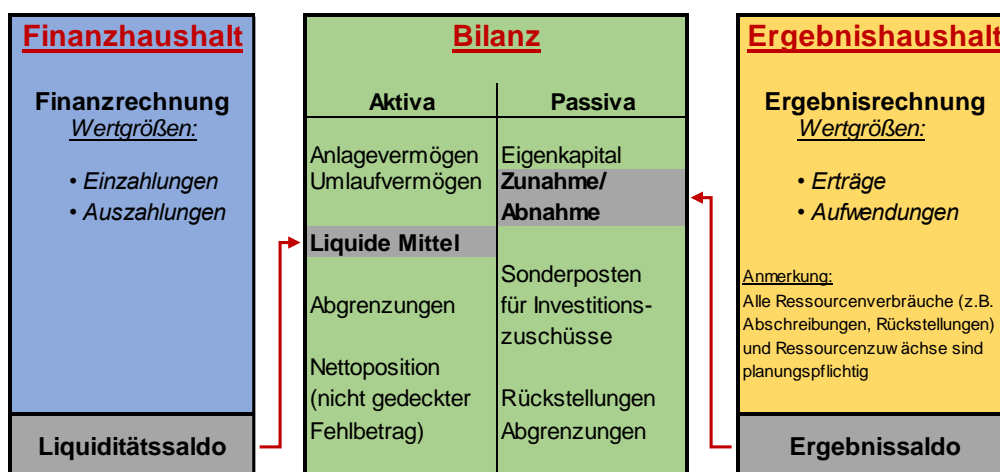 Finanzhaushalt
Finanzrechnung
Wertgrößen:
• Einzahlungen
• Auszahlungen
Liquiditätssaldo
Bilanz
Aktiva
Anlagevermögen
Umlaufvermögen
Liquide Mittel
Abgrenzungen
Nettoposition
(nicht gedeckter
Fehlbetrag)
Passiva
Eigenkapital
Zunahme/
Abnahme
Sonderposten
für Investitions-
zuschüsse
Rückstellungen
Abgrenzungen
Ergebnishaushalt
Ergebnisrechnung
Wertgrößen:
• Erträge
• Aufwendungen
Anmerkung:
Alle Ressourcenverbräuche (z.B.
Abschreibungen, Rückstellungen)
und Ressourcenzuwächse sind
planungspflichtig
Ergebnissaldo